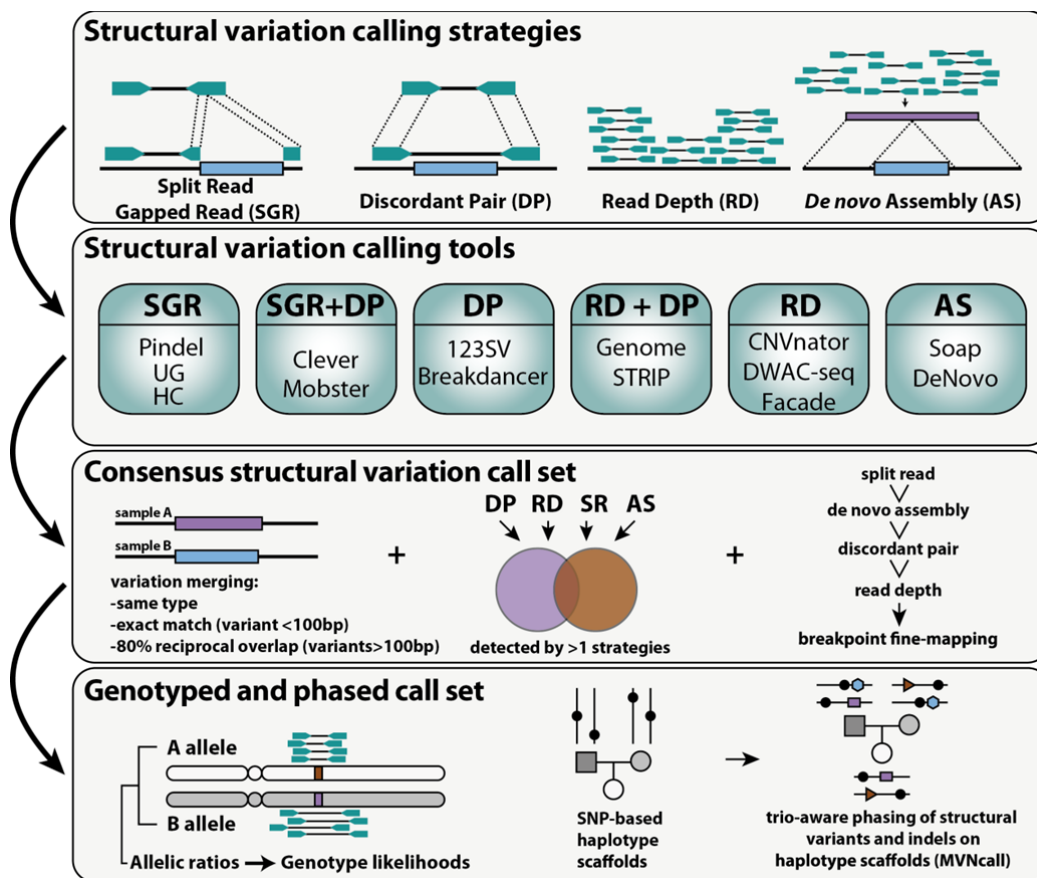 Structural variation calling strategies
Split Read
Gapped Read (SGR)
Discordant Pair (DP)
Read Depth (RD)
De novo Assembly (AS)
Structural variation calling tools
SGR
Pindel
UG
HC
SGR+DP
Clever
Mobster
DP
123SV
Breakdancer
RD + DP
Genome
STRIP
RD
CNVnator
DWAC-seq
Facade
AS
Soap
DeNovo
Consensus structural variation call set
sample A
sample B
variation merging:
-same type
-exact match (variant <100bp)
-80% reciprocal overlap (variants>100bp)
+
DP RD SR AS
detected by >1 strategies
+
split read
de novo assembly
discordant pair
read depth
breakpoint fine-mapping
Genotyped and phased call set
A allele
B allele
Allelic ratios
Genotype likelihoods
SNP-based
haplotype
scaffolds
trio-aware phasing of structural
variants and indels on
haplotype scaffolds (MVNcall)